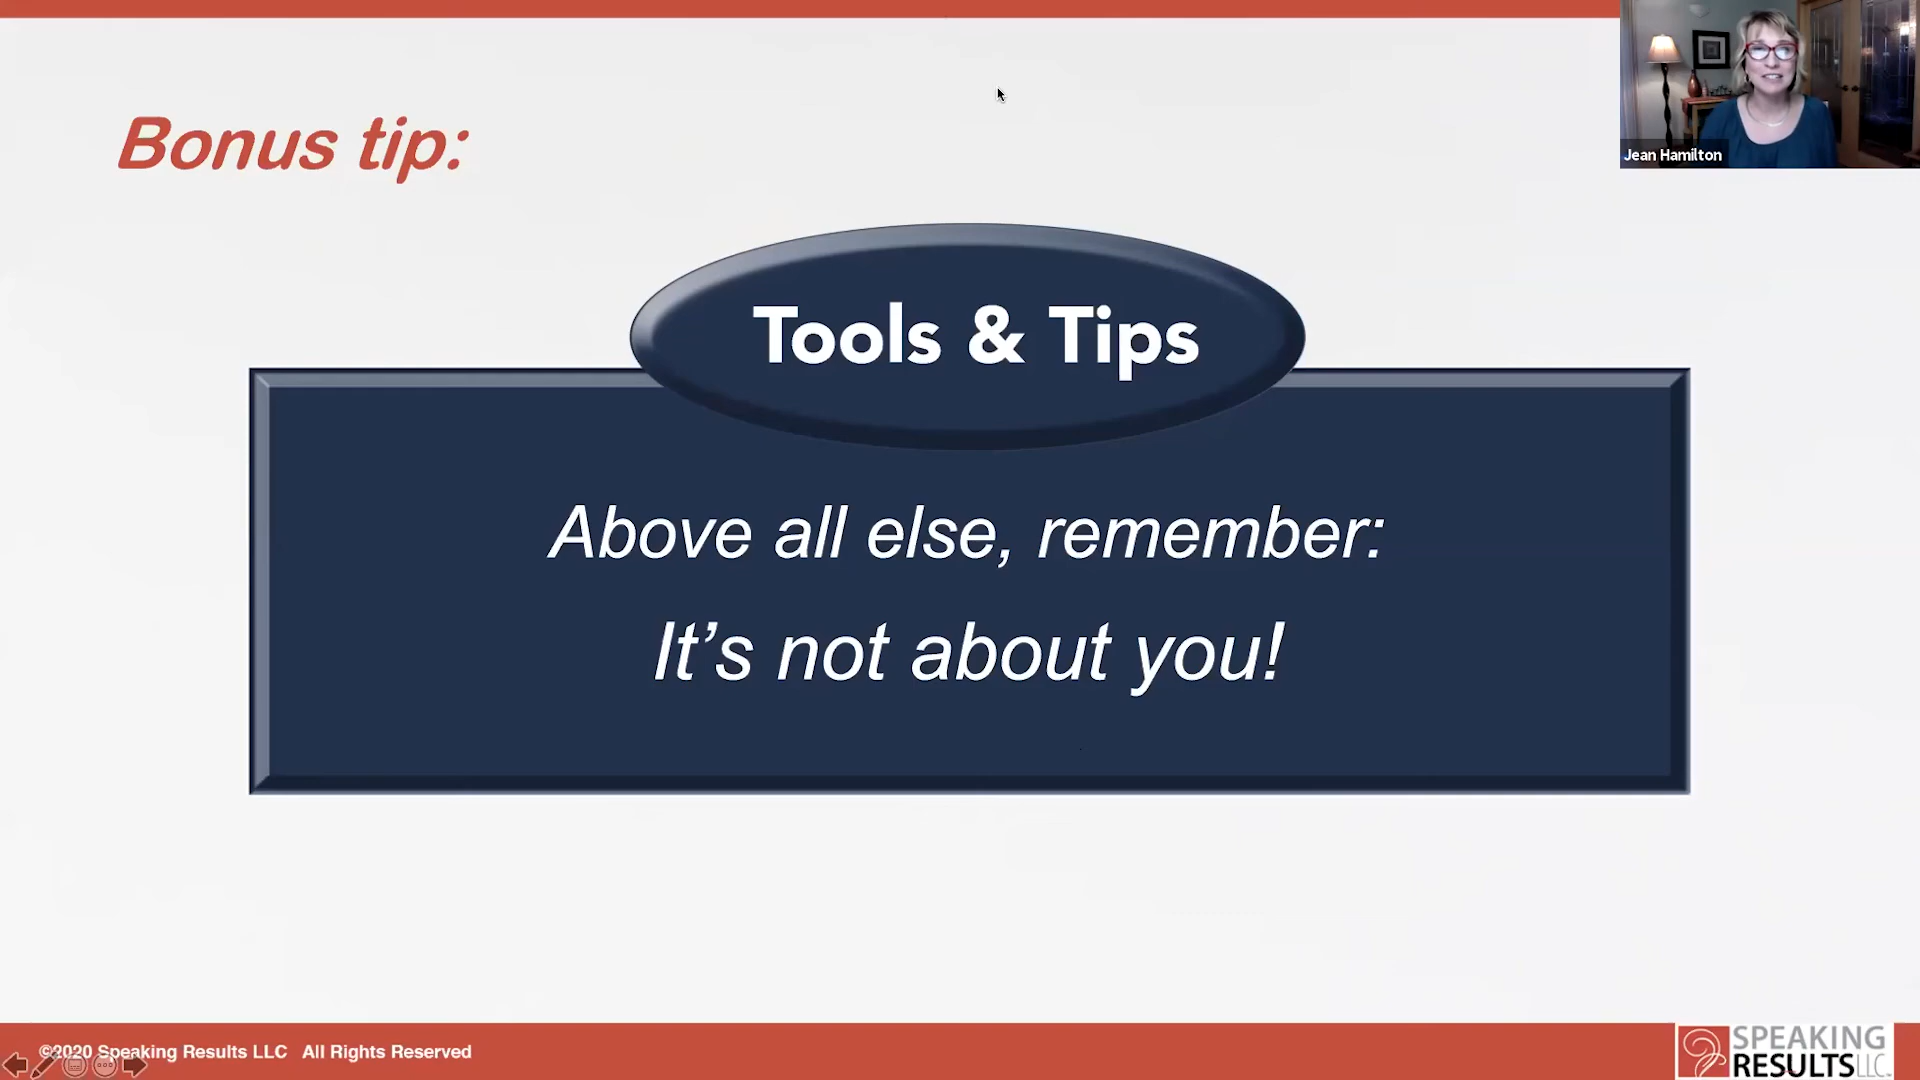 Jean Hamilton
Bonus tip:
Tools & Tips
Above all else, remember:
It’s not about you!
©2020 Speaking Results LLC All Rights Reserved
SPEAKING
RESULTS LLC